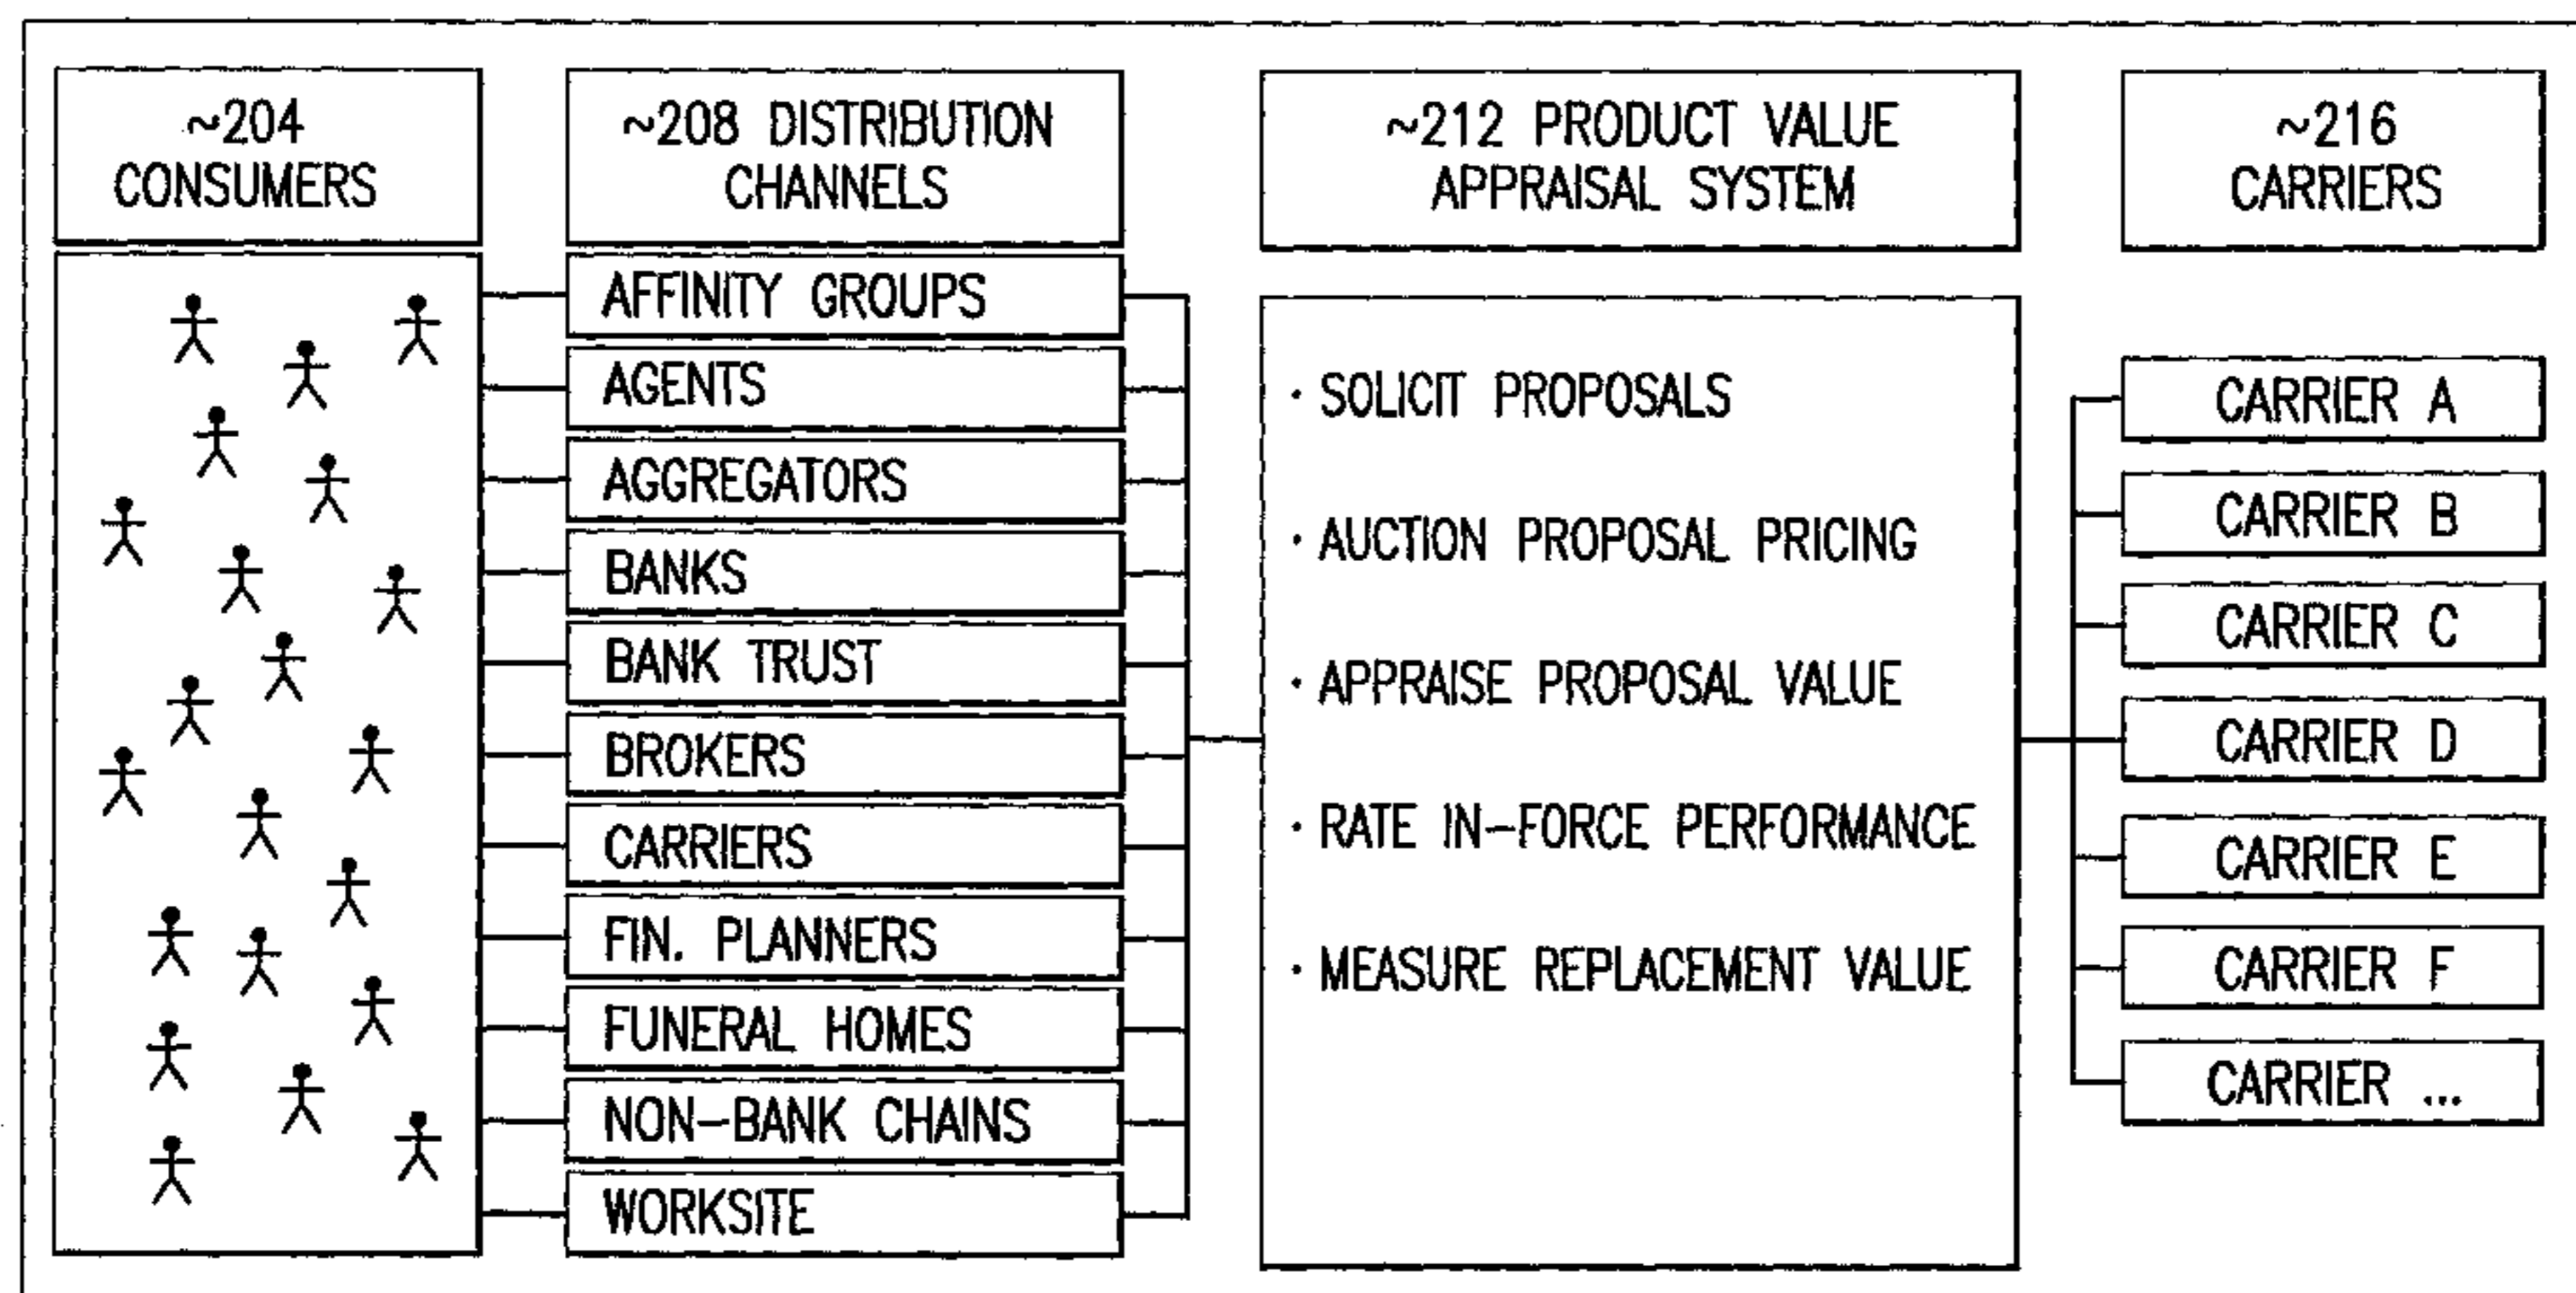 ~204
CONSUMERS
~208 DISTRIBUTION
CHANNELS
~212 PRODUCT VALUE
APPRAISAL SYSTEM
~216
CARRIERS
AFFINITY GROUPS
AGENTS
AGGREGATORS
BANKS
BANK TRUST
BROKERS
CARRIERS
FIN. PLANNERS
FUNERAL HOMES
NON-BANK CHAINS
WORKSITE
· SOLICIT PROPOSALS
· AUCTION PROPOSAL PRICING
· APPRAISE PROPOSAL VALUE
· RATE IN-FORCE PERFORMANCE
· MEASURE REPLACEMENT VALUE
CARRIER A
CARRIER B
CARRIER C
CARRIER D
CARRIER E
CARRIER F
CARRIER ...